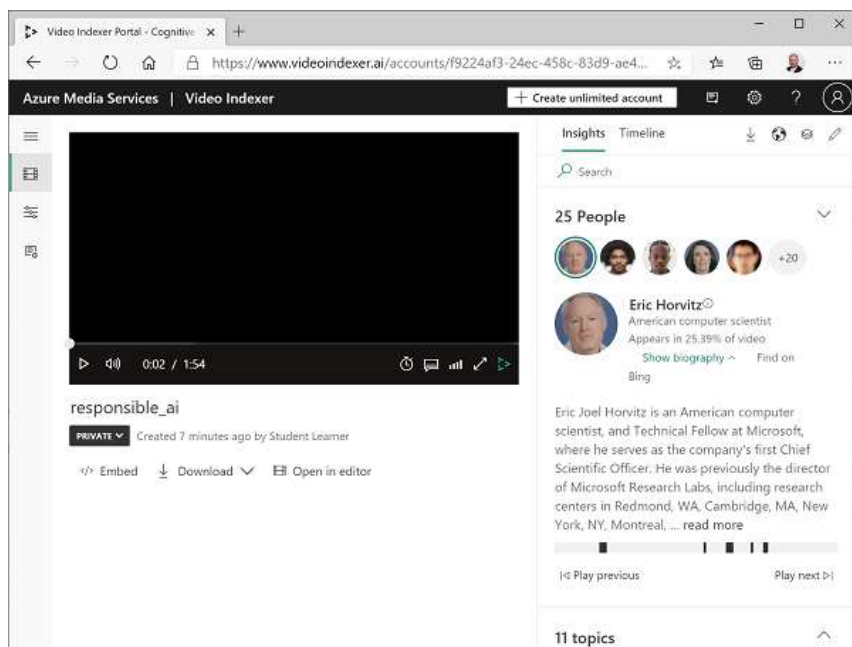 Video Indexer Portal - Cognitive
https://www.videoindexer.ai/accounts/f9224af3-24ec-458c-83d9-ae4...
Azure Media Services | Video Indexer
+ Create unlimited account
?
Insights Timeline
Search
25 People
+20
Eric Horvitz
American computer scientist
Appears in 25.39% of video
Show biography Find on
Bing
Eric Joel Horvitz is an American computer
scientist, and Technical Fellow at Microsoft,
where he serves as the company's first Chief
Scientific Officer. He was previously the director
of Microsoft Research Labs, including research
centers in Redmond, WA, Cambridge, MA, New
York, NY, Montreal, ... read more
Play previous Play next
11 topics
0:02 / 1:54
responsible_ai
PRIVATE Created 7 minutes ago by Student Learner
</> Embed Download Open in editor